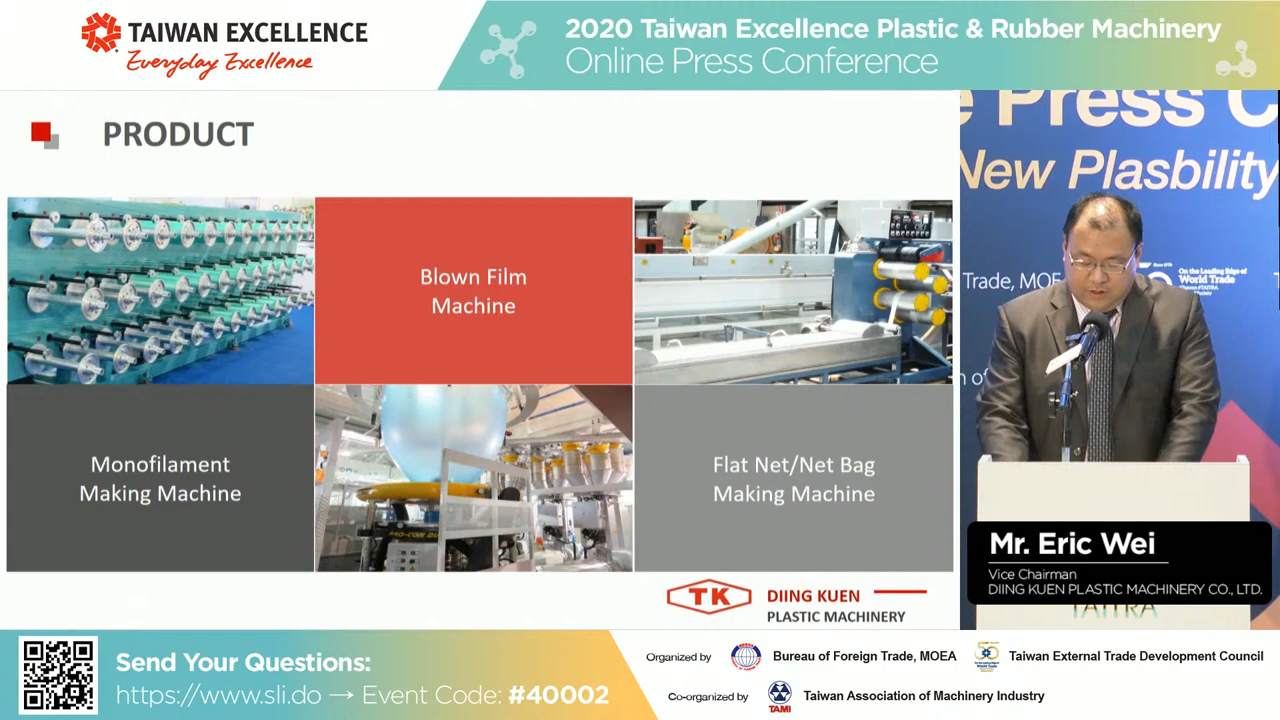 TAIWAN EXCELLENCE
Everyday Excellence
2020 Taiwan Excellence Plastic & Rubber Machinery
Online Press Conference
PRODUCT
Blown Film
Machine
Monofilament
Making Machine
Flat Net/Net Bag
Making Machine
TK
DIING KUEN
PLASTIC MACHINERY
e Press C
New Plasbility
Trade, MOE
On the Leading Edge of
World Trade
n of
Mr. Eric Wei
Vice Chairman
DIING KUEN PLASTIC MACHINERY CO., LTD.
TAITRA
Send Your Questions:
https://www.sli.do → Event Code: #40002
Organized by
Bureau of Foreign Trade, MOEA
Taiwan External Trade Development Council
Co-organized by
TAMI
Taiwan Association of Machinery Industry